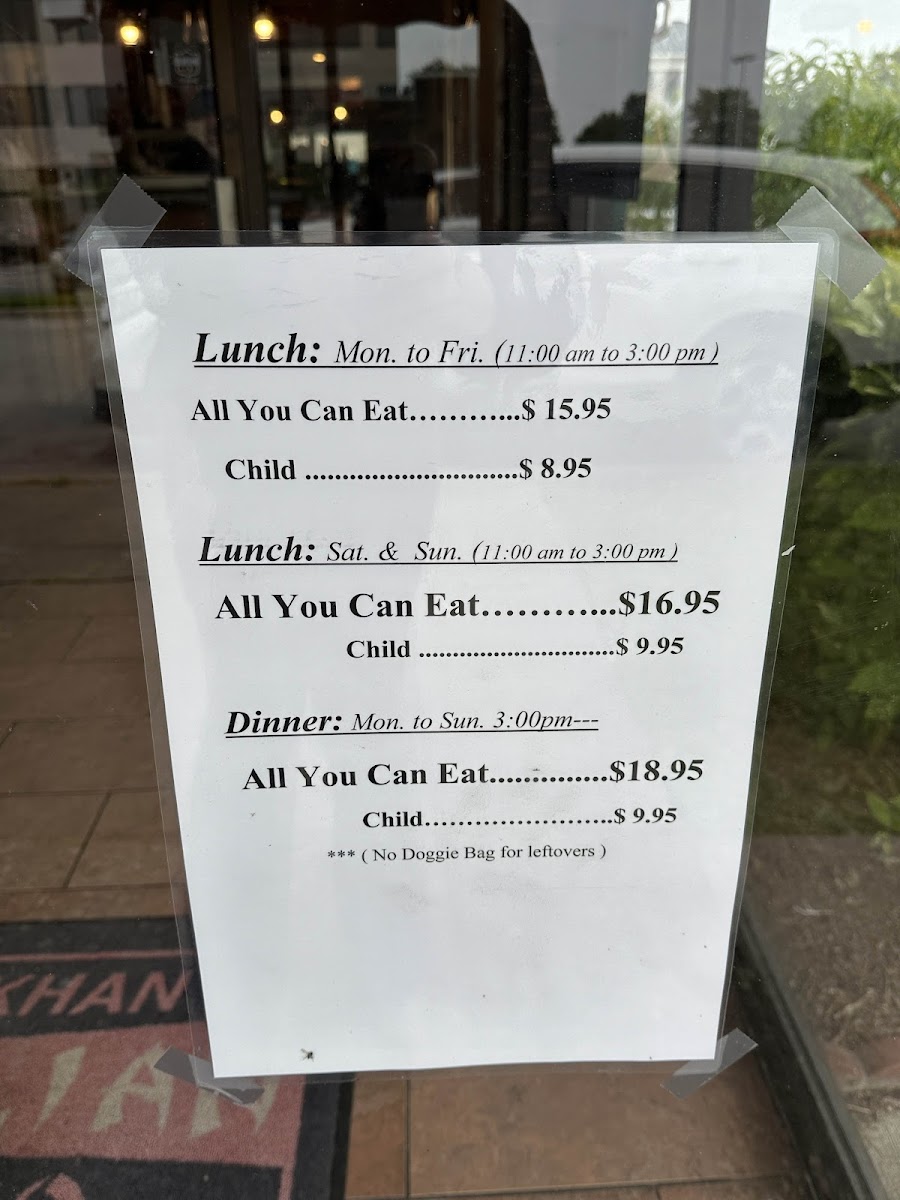 Lunch: Mon. to Fri. (11:00 am to 3:00 pm )
All You Can Eat..............$ 15.95
Child .............................$ 8.95
Lunch: Sat. & Sun. (11:00 am to 3:00 pm )
All You Can Eat..............$16.95
Child .............................$ 9.95
Dinner: Mon. to Sun. 3:00pm---
All You Can Eat..............$18.95
Child..........................$ 9.95
*** ( No Doggie Bag for leftovers )
KHAN